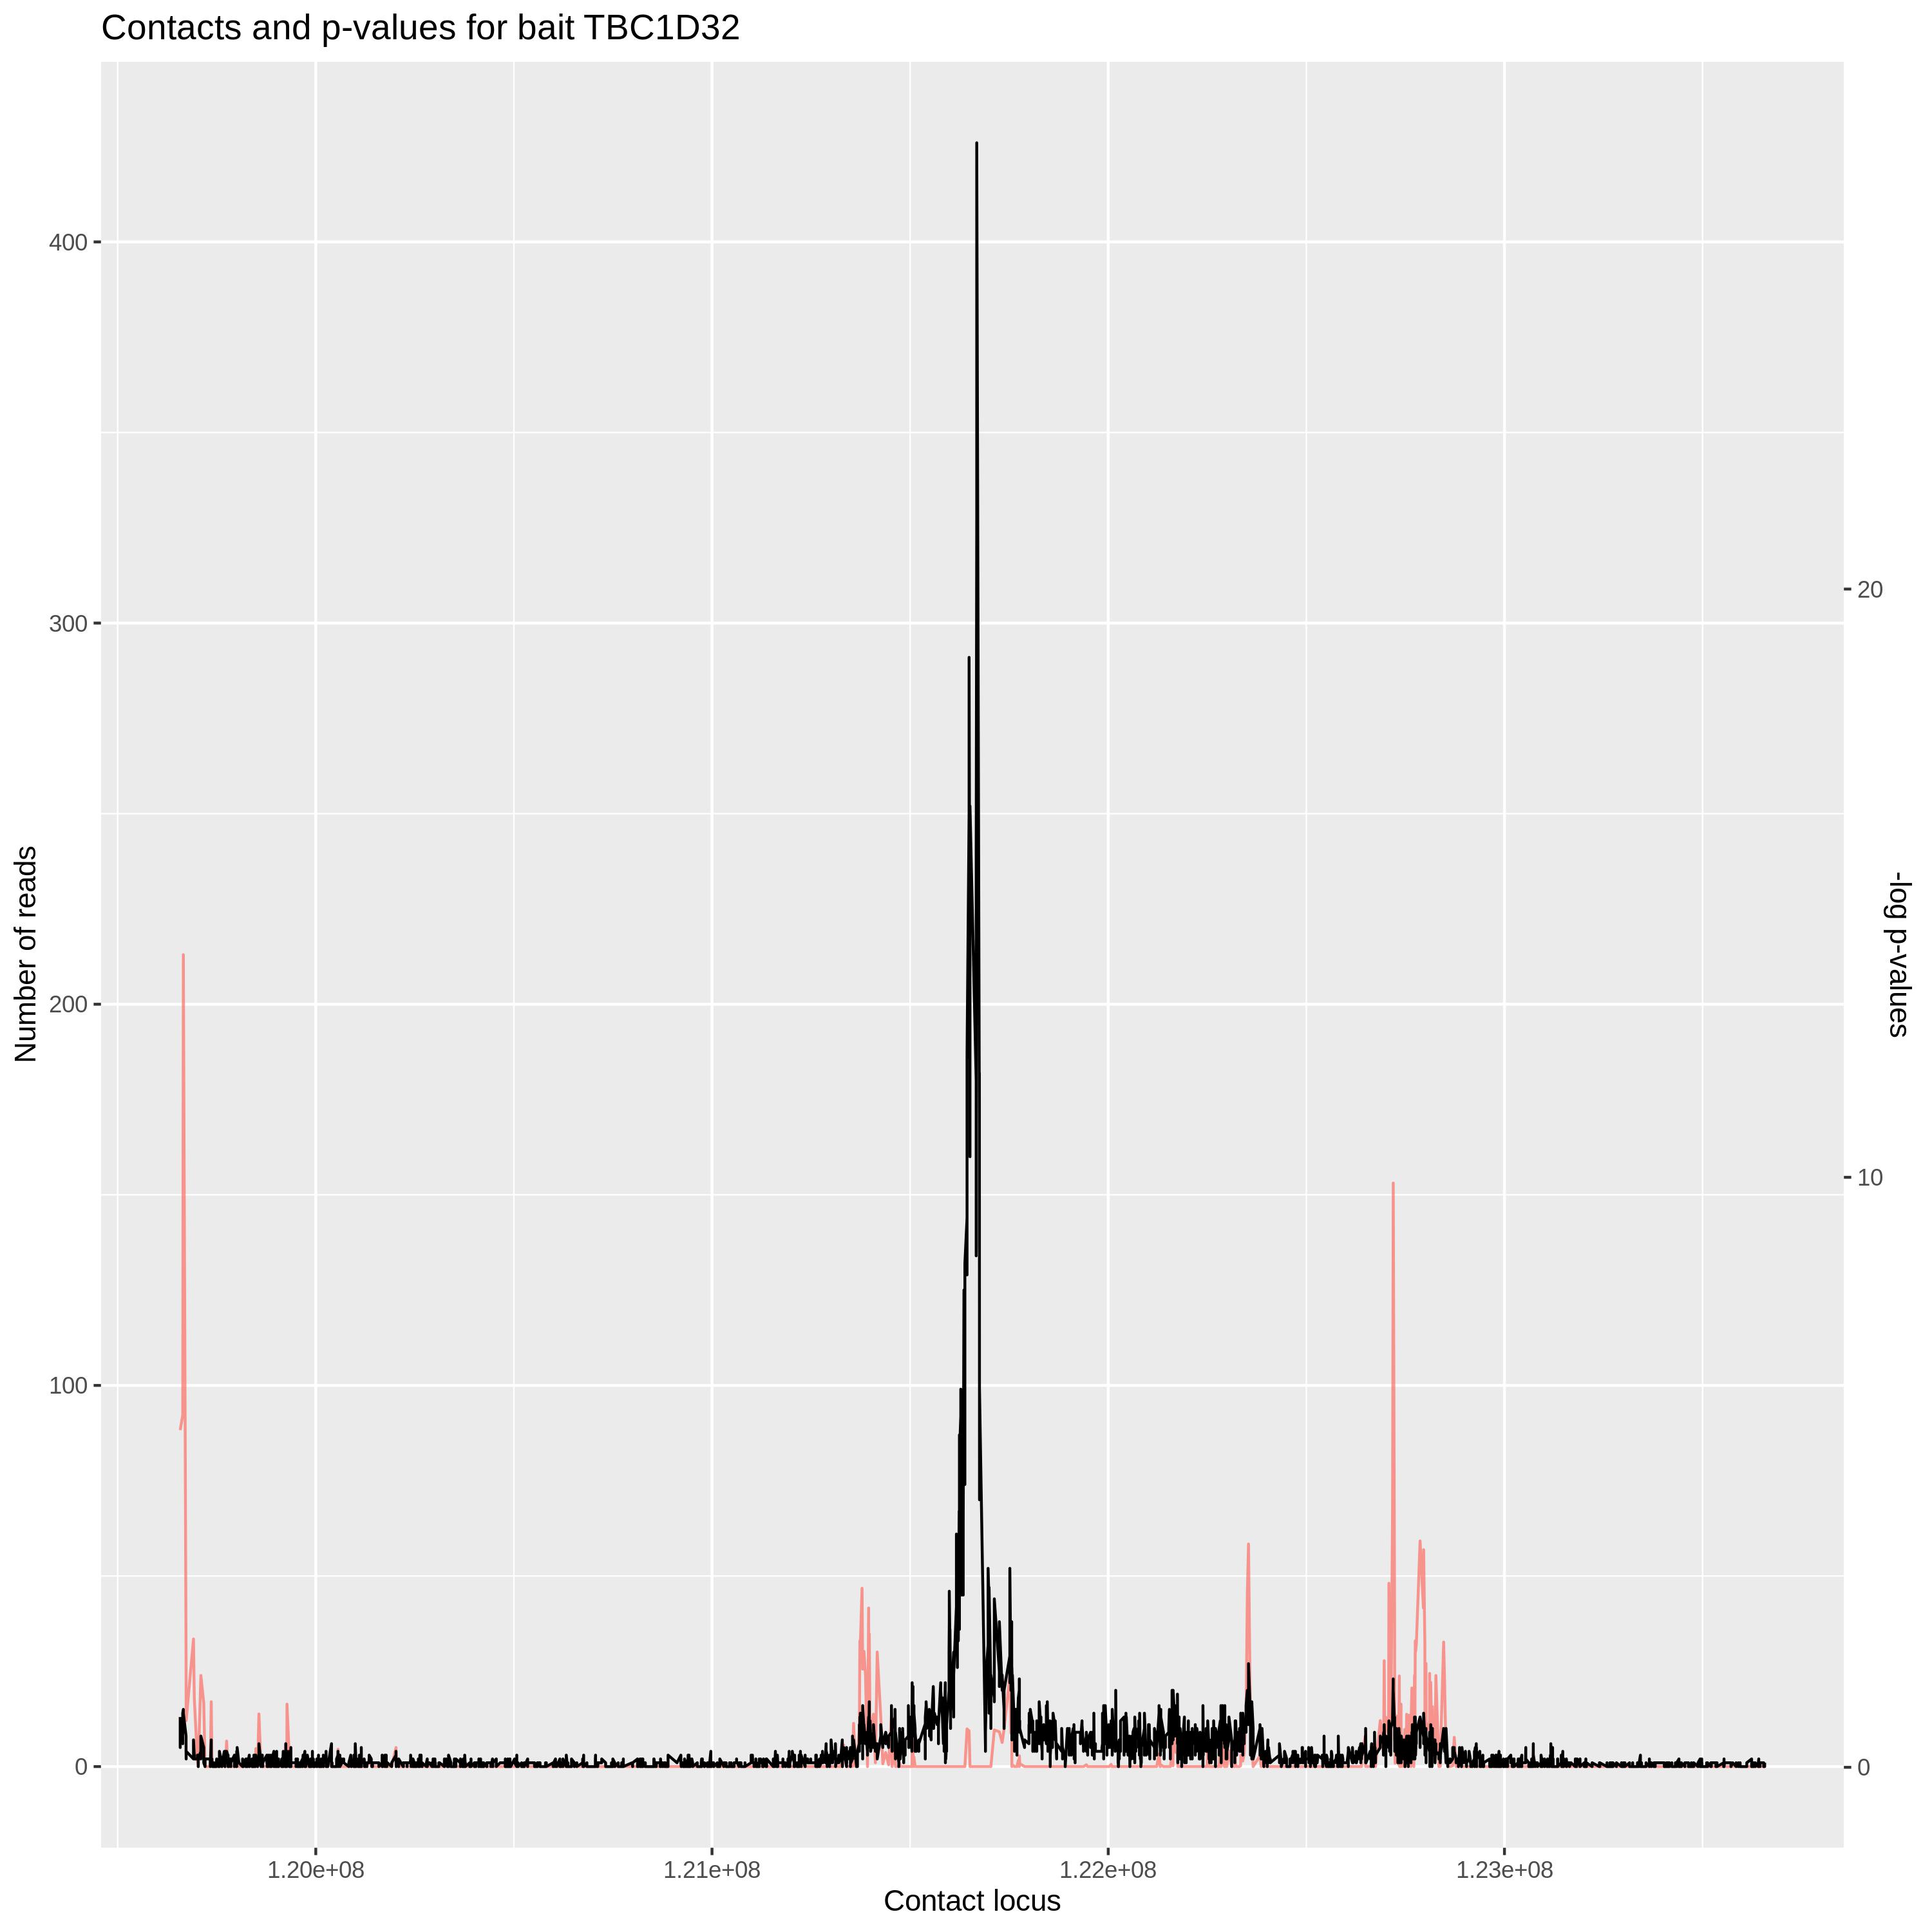 Contacts and p-values for bait TBC1D32
Number of reads
400
300
200
100
0
20
10
0
-log p-values
1.20e+08
1.21e+08
1.22e+08
1.23e+08
Contact locus